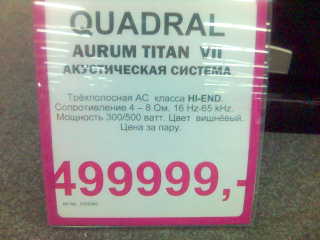 QUADRAL
AURUM TITAN VII
АКУСТИЧЕСКАЯ СИСТЕМА
Трёхполосная АС класса HI-END.
Сопротивление 4 – 8 Ом. 16 Hz-65 kHz.
Мощность 300/500 ватт. Цвет вишнёвый.
Цена за пару.
499999,-